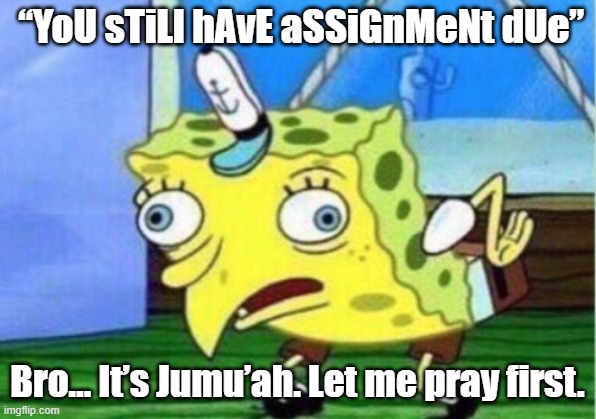 “YoU sTiLl hAvE aSSiGnMeNt dUe”
Bro... It’s Jumu’ah. Let me pray first.
imgflip.com